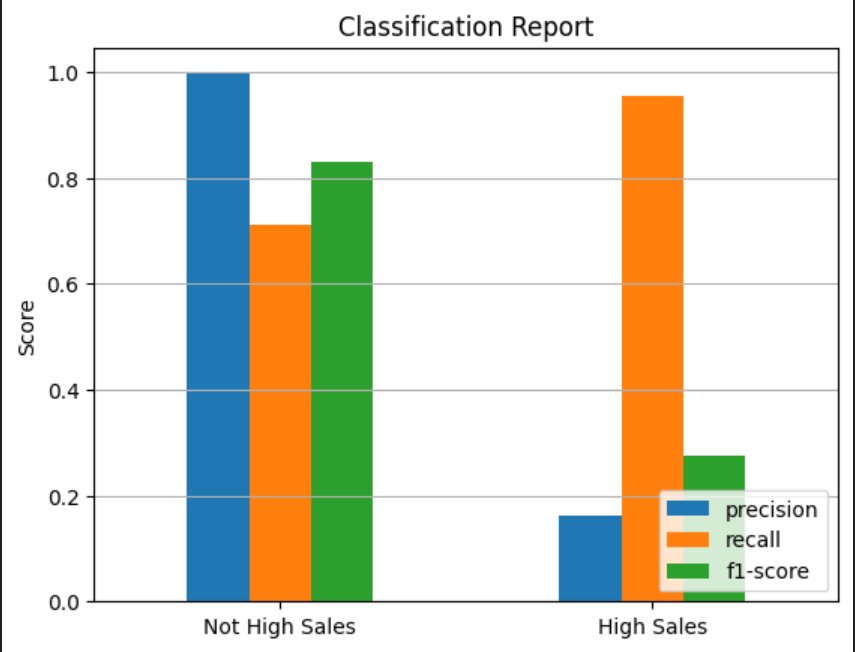 Classification Report
Score
1.0
0.8
0.6
0.4
0.2
0.0
Not High Sales
High Sales
precision
recall
f1-score